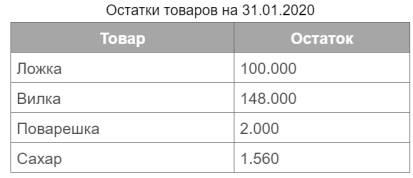 Остатки товаров на 31.01.2020
Товар Остаток
Ложка 100.000
Вилка 148.000
Поварешка 2.000
Сахар 1.560